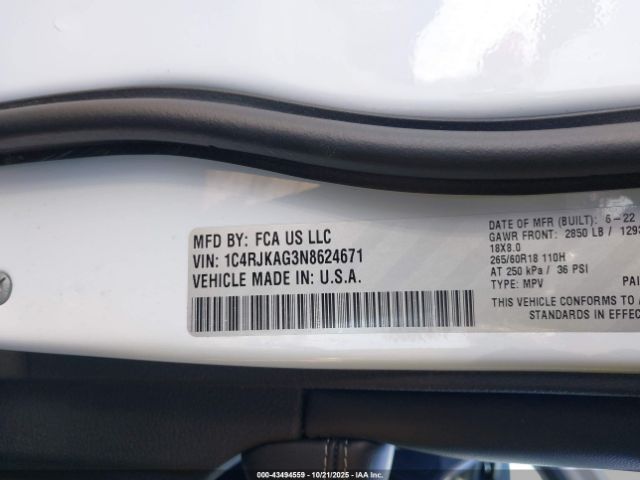 MFD BY: FCA US LLC
VIN: 1C4RJKAG3N8624671
VEHICLE MADE IN: U.S.A.
DATE OF MFR (BUILT): 6-22
GAWR FRONT: 2850 LB / 1293
18X8.0
265/60R18 110H
AT 250 kPa / 36 PSI
TYPE: MPV PAI
THIS VEHICLE CONFORMS TO A
STANDARDS IN EFFEC
000-43494559 | 10/21/2025 | IAA Inc.